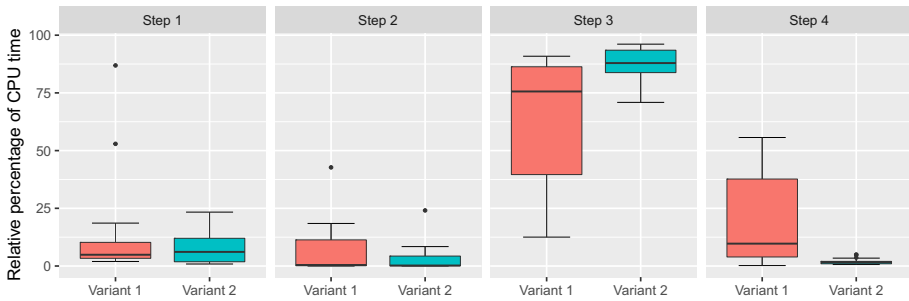 Step 1
Step 2
Step 3
Step 4
Relative percentage of CPU time
100
75
50
25
0
Variant 1
Variant 2
Variant 1
Variant 2
Variant 1
Variant 2
Variant 1
Variant 2